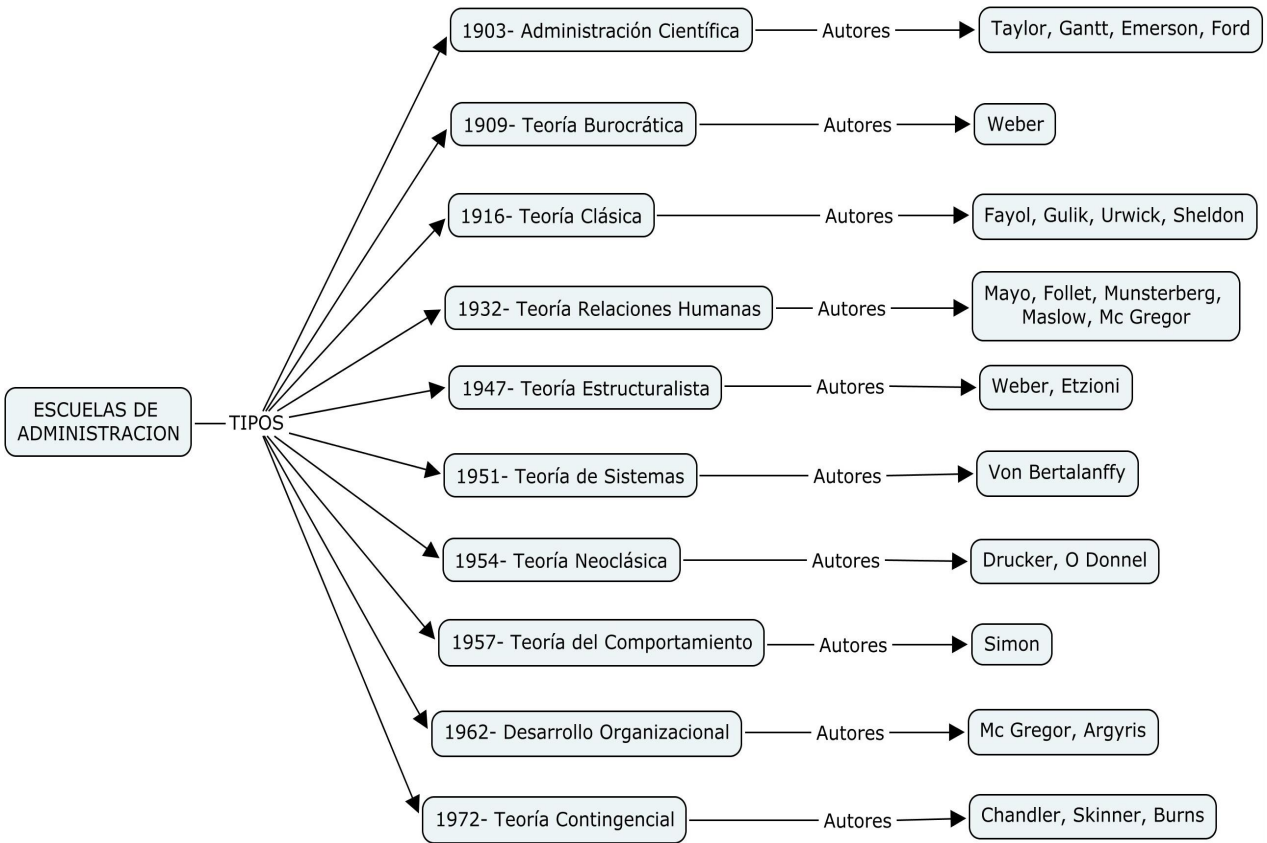 ESCUELAS DE
ADMINISTRACION
TIPOS
1903- Administración Científica
Autores
Taylor, Gantt, Emerson, Ford
1909- Teoría Burocrática
Autores
Weber
1916- Teoría Clásica
Autores
Fayol, Gulik, Urwick, Sheldon
1932- Teoría Relaciones Humanas
Autores
Mayo, Follet, Munsterberg,
Maslow, Mc Gregor
1947- Teoría Estructuralista
Autores
Weber, Etzioni
1951- Teoría de Sistemas
Autores
Von Bertalanffy
1954- Teoría Neoclásica
Autores
Drucker, O Donnel
1957- Teoría del Comportamiento
Autores
Simon
1962- Desarrollo Organizacional
Autores
Mc Gregor, Argyris
1972- Teoría Contingencial
Autores
Chandler, Skinner, Burns